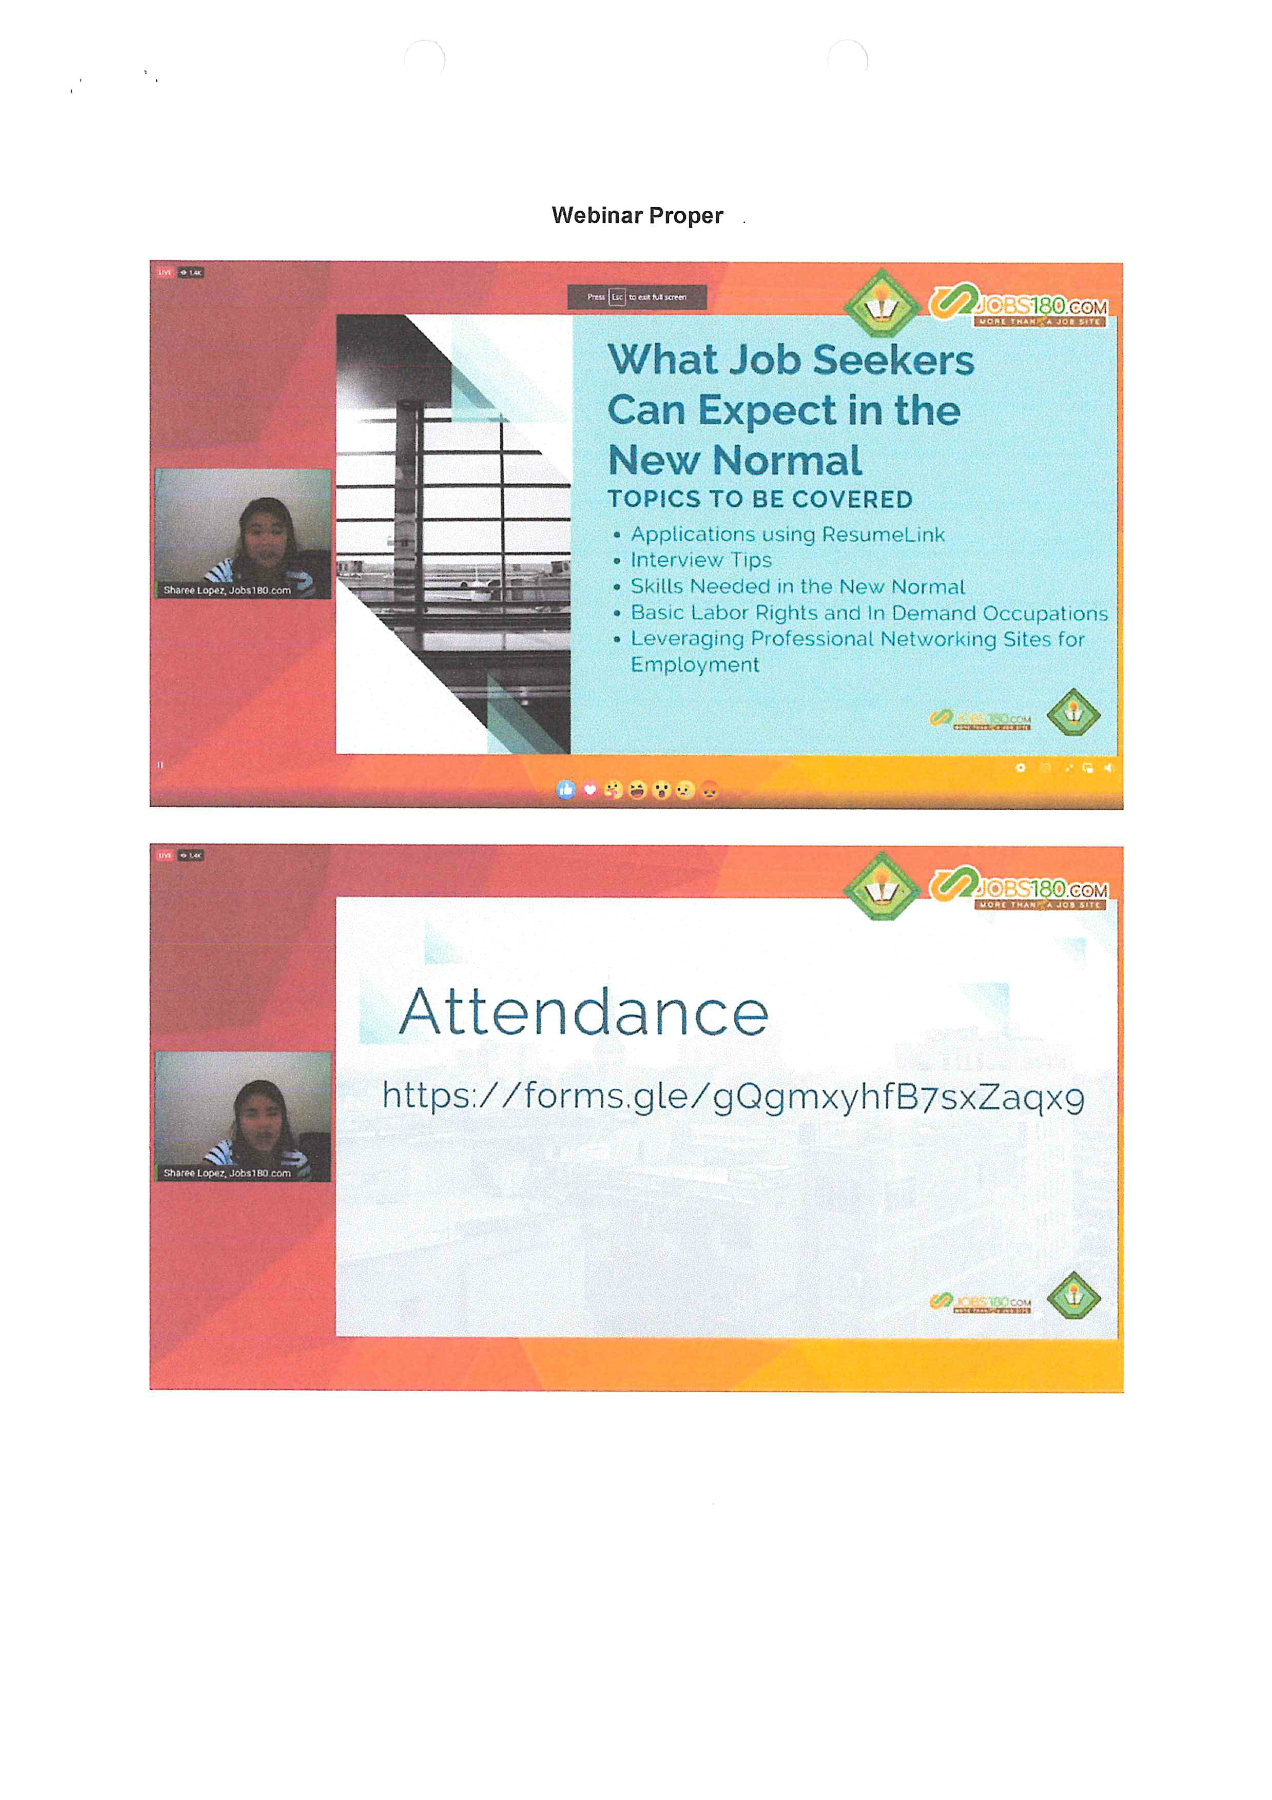 Webinar Proper
LIVE 1.4K
Press Esc to exit full screen
JOBS180.COM
MORE THAN A JOB SITE
What Job Seekers
Can Expect in the
New Normal
TOPICS TO BE COVERED
• Applications using ResumeLink
• Interview Tips
• Skills Needed in the New Normal
• Basic Labor Rights and In Demand Occupations
• Leveraging Professional Networking Sites for
Employment
Sharee Lopez, Jobs180.com
JOBS180.COM
MORE THAN A JOB SITE
LIVE 1.4K
JOBS180.COM
MORE THAN A JOB SITE
Attendance
https://forms.gle/gQgmxyhfB7sxZaqx9
Sharee Lopez, Jobs180.com
JOBS180.COM
MORE THAN A JOB SITE